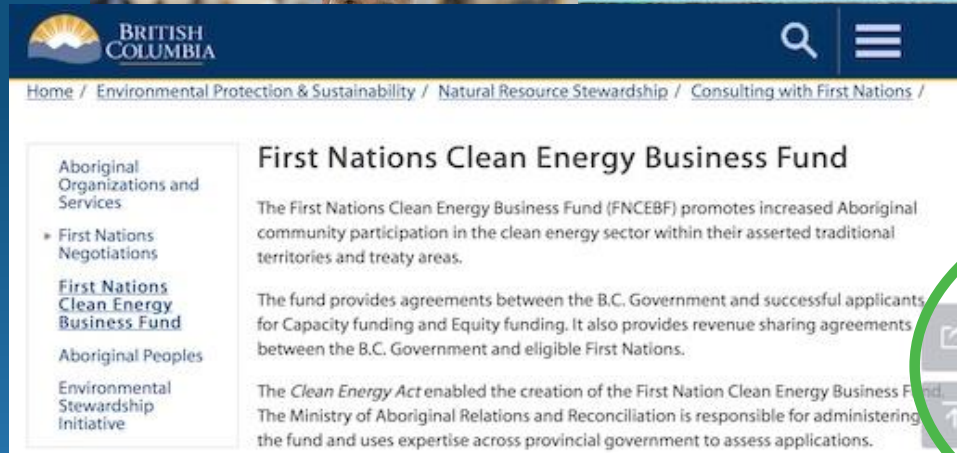 BRITISH
COLUMBIA
Home / Environmental Protection & Sustainability / Natural Resource Stewardship / Consulting with First Nations /
First Nations Clean Energy Business Fund
Aboriginal
Organizations and
Services
» First Nations
Negotiations
First Nations
Clean Energy
Business Fund
Aboriginal Peoples
Environmental
Stewardship
Initiative
The First Nations Clean Energy Business Fund (FNCEBF) promotes increased Aboriginal
community participation in the clean energy sector within their asserted traditional
territories and treaty areas.
The fund provides agreements between the B.C. Government and successful applicants
for Capacity funding and Equity funding. It also provides revenue sharing agreements
between the B.C. Government and eligible First Nations.
The Clean Energy Act enabled the creation of the First Nation Clean Energy Business Fund.
The Ministry of Aboriginal Relations and Reconciliation is responsible for administering
the fund and uses expertise across provincial government to assess applications.